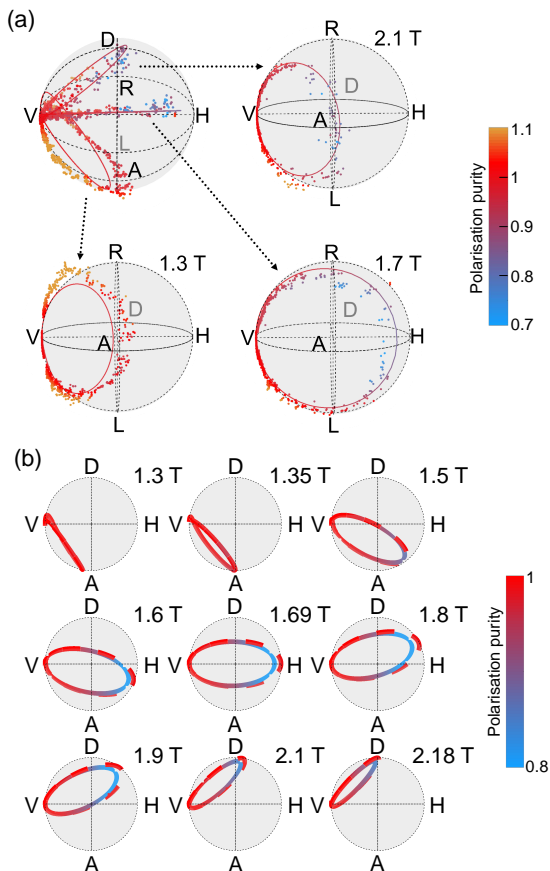 (a)
D
R
V
H
L
A
R
2.1 T
D
V
A
H
L
1.1
1
0.9
0.8
0.7
Polarisation purity
R
1.3 T
D
V
A
H
L
R
1.7 T
D
V
A
H
L
(b)
D
1.3 T
V
H
A
D
1.35 T
V
H
A
D
1.5 T
V
H
A
D
1.6 T
V
H
A
D
1.69 T
V
H
A
D
1.8 T
V
H
A
D
1.9 T
V
H
A
D
2.1 T
V
H
A
D
2.18 T
V
H
A
1
0.8
Polarisation purity